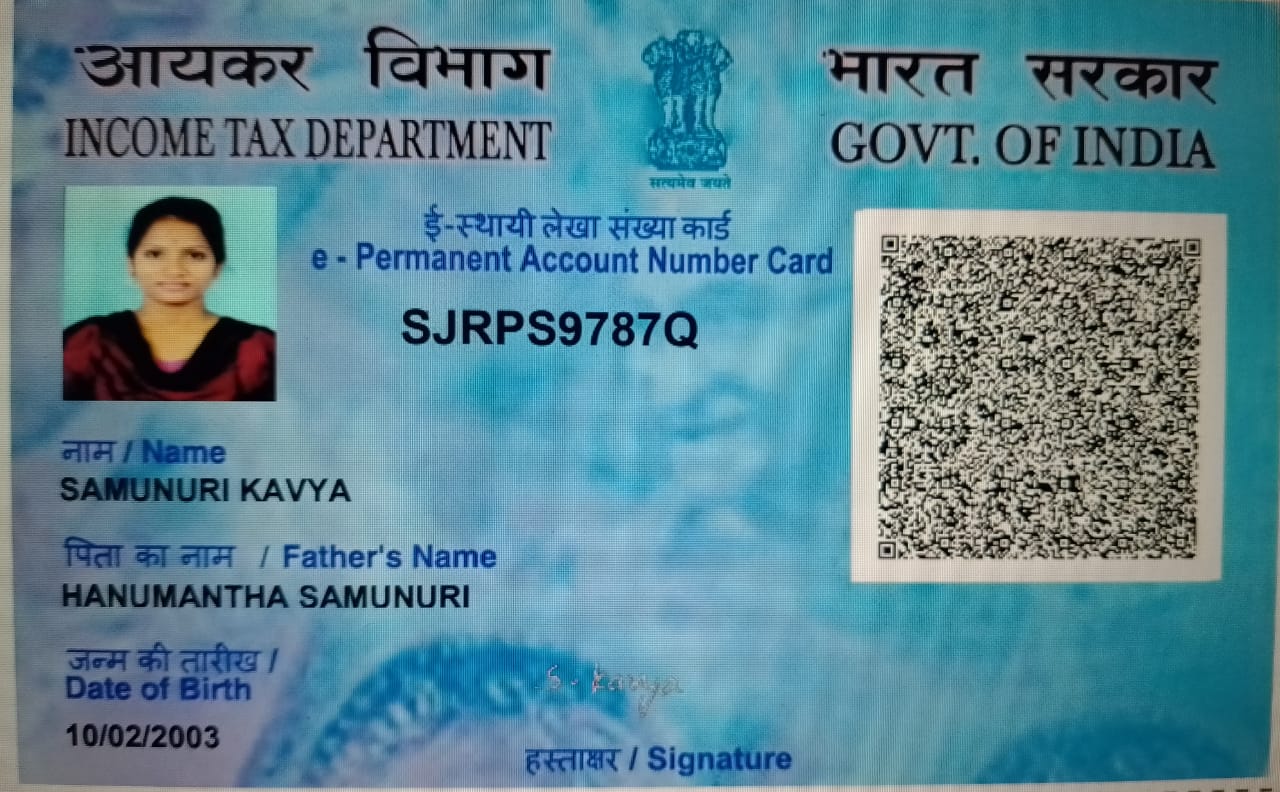 आयकर विभाग
INCOME TAX DEPARTMENT
सत्यमेव जयते
भारत सरकार
GOVT. OF INDIA
ई-स्थायी लेखा संख्या कार्ड
e - Permanent Account Number Card
SJRPS9787Q
नाम / Name
SAMUNURI KAVYA
पिता का नाम / Father's Name
HANUMANTHA SAMUNURI
जन्म की तारीख /
Date of Birth
10/02/2003
S. Kavya
हस्ताक्षर / Signature